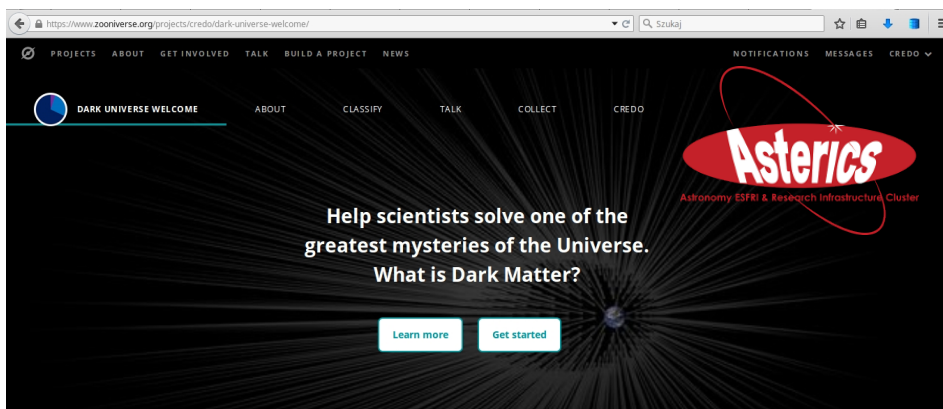 https://www.zooniverse.org/projects/credo/dark-universe-welcome/
Szukaj
PROJECTS ABOUT GET INVOLVED TALK BUILD A PROJECT NEWS
NOTIFICATIONS MESSAGES CREDO
DARK UNIVERSE WELCOME ABOUT CLASSIFY TALK COLLECT CREDO
Asterics
Astronomy ESFRI & Research Infrastructure Cluster
Help scientists solve one of the
greatest mysteries of the Universe.
What is Dark Matter?
Learn more Get started